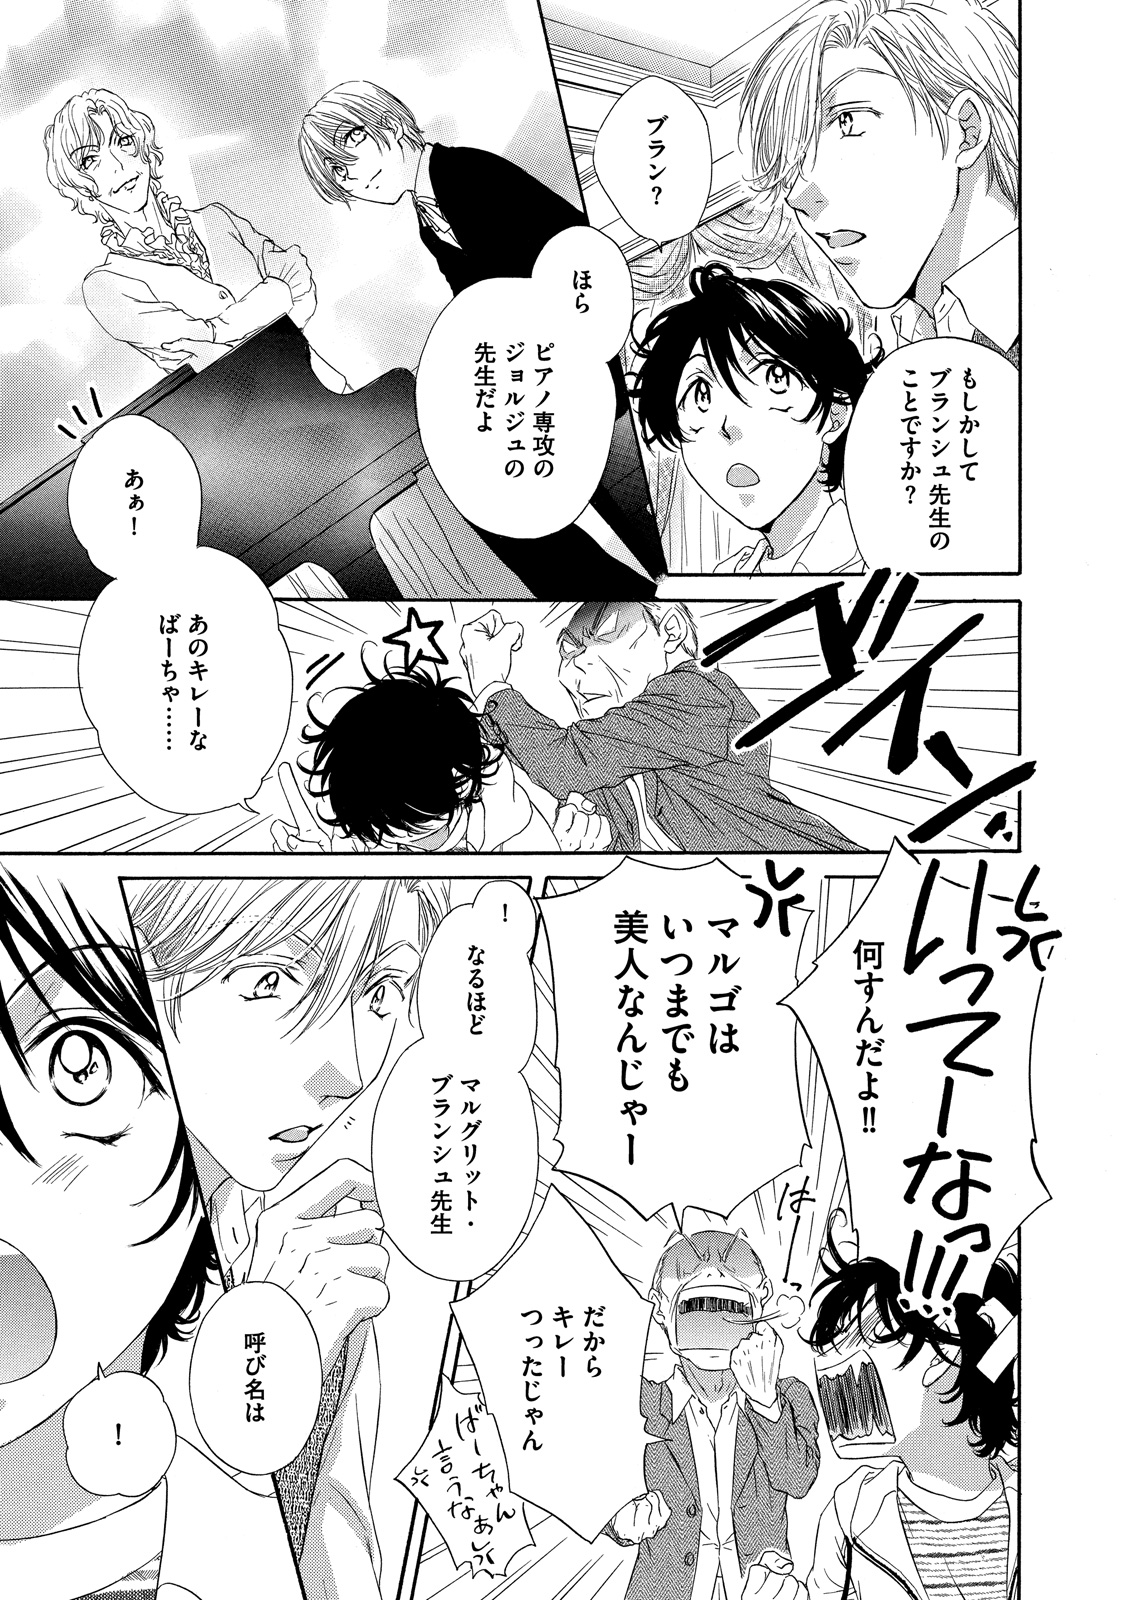 ブラン？
もしかして
ブランシュ先生の
ことですか？
ほら
ピアノ専攻の
ジョルジュの
先生だよ
あぁ！
あのキレーな
ばーちゃ……
ゴイン
いってーなっ!!!
何すんだよ!!
マルゴは
いつまでも
美人なんじゃー
はーっ
だから
キレー
つったじゃん
ばーちゃん
言うなぁ
！
なるほど
マルグリット・
ブランシュ先生
呼び名は
！